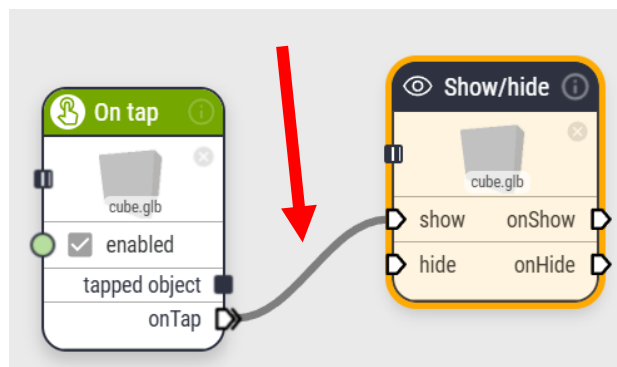 On tap
cube.glb
enabled
tapped object
onTap
Show/hide
cube.glb
show onShow
hide onHide